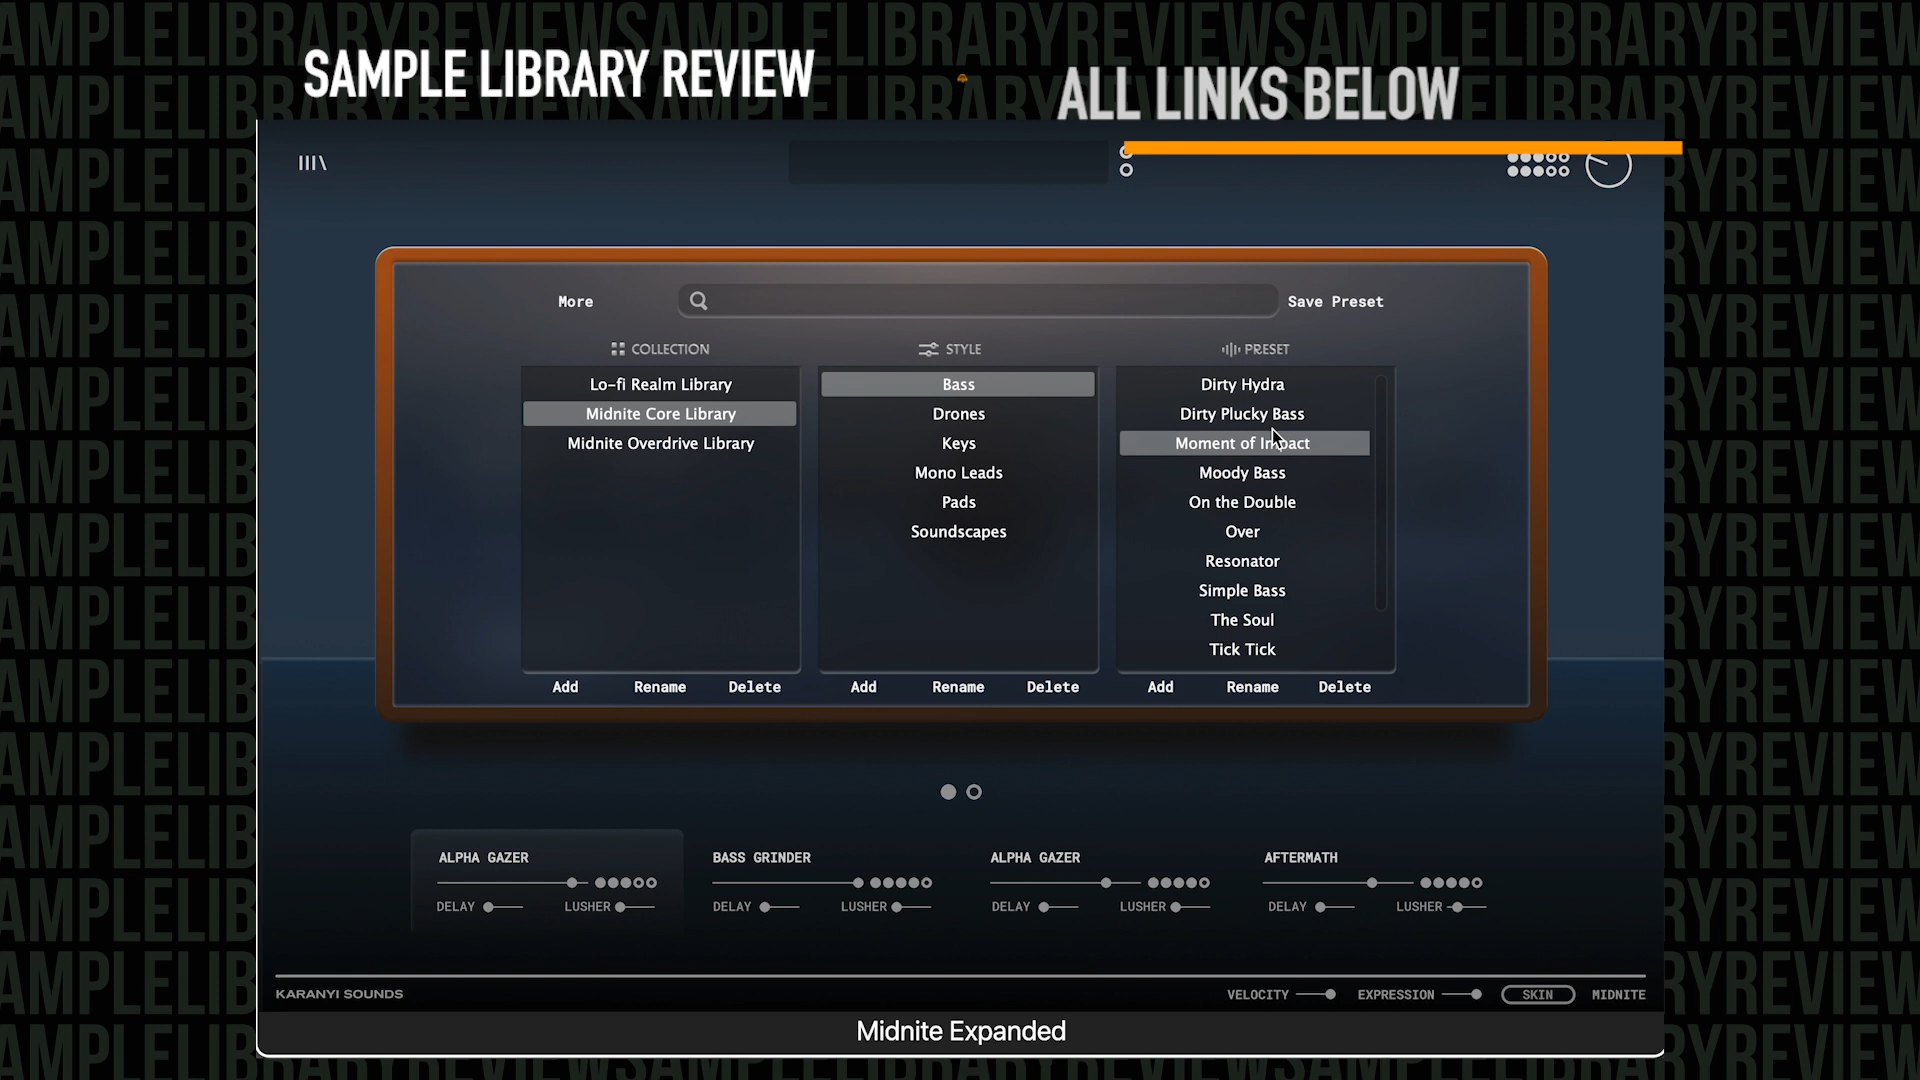 SAMPLE LIBRARY REVIEW
ALL LINKS BELOW
More
Save Preset
COLLECTION
STYLE
PRESET
Lo-fi Realm Library
Midnite Core Library
Midnite Overdrive Library
Bass
Drones
Keys
Mono Leads
Pads
Soundscapes
Dirty Hydra
Dirty Plucky Bass
Moment of Impact
Moody Bass
On the Double
Over
Resonator
Simple Bass
The Soul
Tick Tick
Add Rename Delete
Add Rename Delete
Add Rename Delete
ALPHA GAZER
DELAY LUSHER
BASS GRINDER
DELAY LUSHER
ALPHA GAZER
DELAY LUSHER
AFTERMATH
DELAY LUSHER
KARANYI SOUNDS
VELOCITY EXPRESSION SKIN MIDNITE
Midnite Expanded